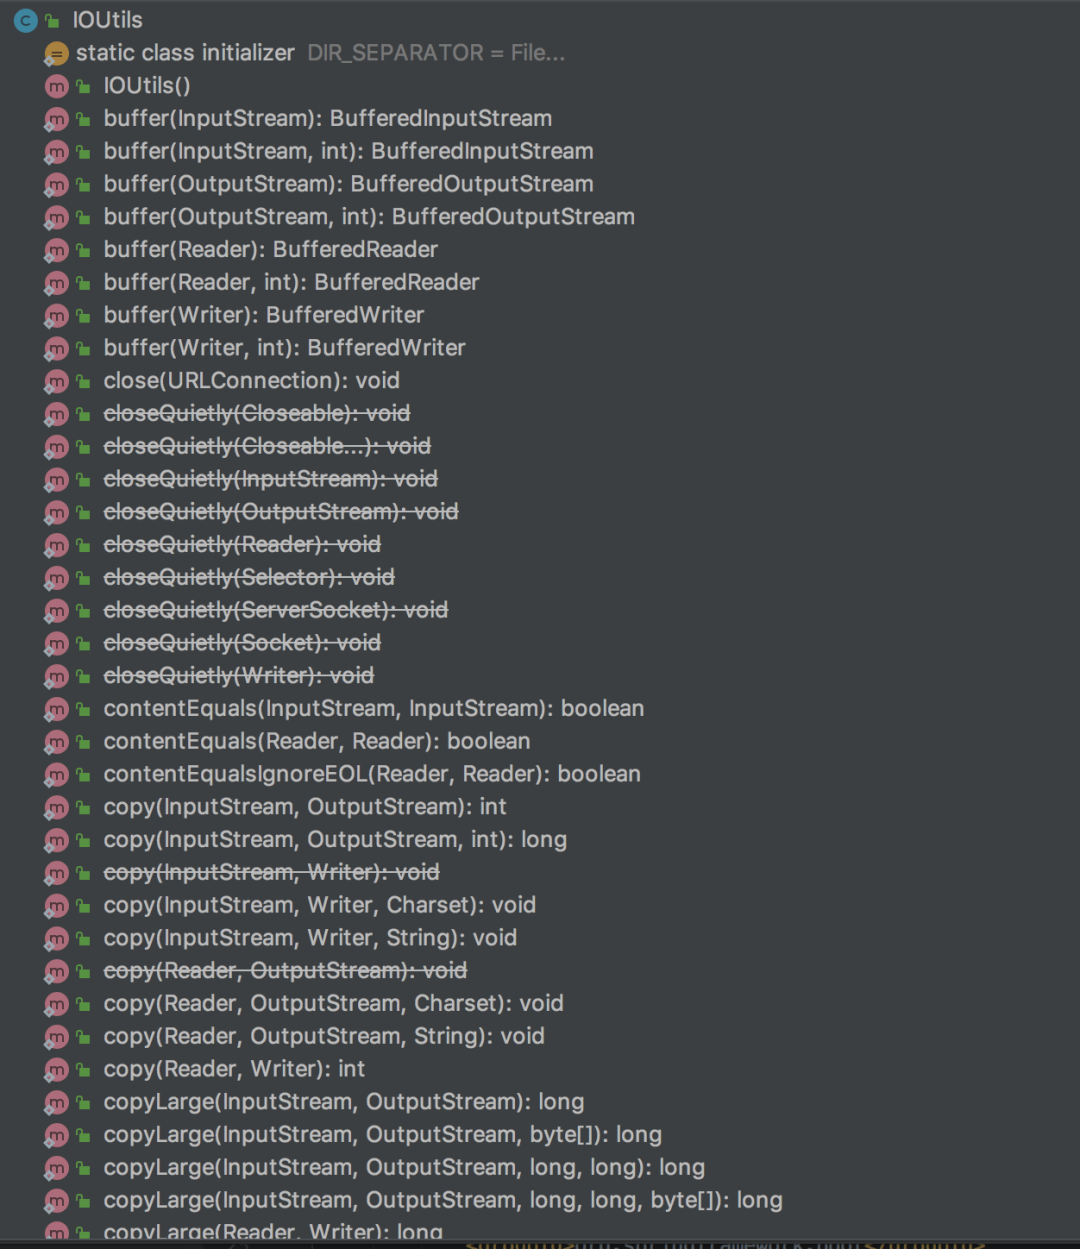 IOUtils
static class initializer DIR_SEPARATOR = File...
IOUtils()
buffer(InputStream): BufferedInputStream
buffer(InputStream, int): BufferedInputStream
buffer(OutputStream): BufferedOutputStream
buffer(OutputStream, int): BufferedOutputStream
buffer(Reader): BufferedReader
buffer(Reader, int): BufferedReader
buffer(Writer): BufferedWriter
buffer(Writer, int): BufferedWriter
close(URLConnection): void
closeQuietly(Closeable): void
closeQuietly(Closeable...): void
closeQuietly(InputStream): void
closeQuietly(OutputStream): void
closeQuietly(Reader): void
closeQuietly(Selector): void
closeQuietly(ServerSocket): void
closeQuietly(Socket): void
closeQuietly(Writer): void
contentEquals(InputStream, InputStream): boolean
contentEquals(Reader, Reader): boolean
contentEqualsIgnoreEOL(Reader, Reader): boolean
copy(InputStream, OutputStream): int
copy(InputStream, OutputStream, int): long
copy(InputStream, Writer): void
copy(InputStream, Writer, Charset): void
copy(InputStream, Writer, String): void
copy(Reader, OutputStream): void
copy(Reader, OutputStream, Charset): void
copy(Reader, OutputStream, String): void
copy(Reader, Writer): int
copyLarge(InputStream, OutputStream): long
copyLarge(InputStream, OutputStream, byte[]): long
copyLarge(InputStream, OutputStream, long, long): long
copyLarge(InputStream, OutputStream, long, long, byte[]): long
copyLarge(Reader, Writer): long